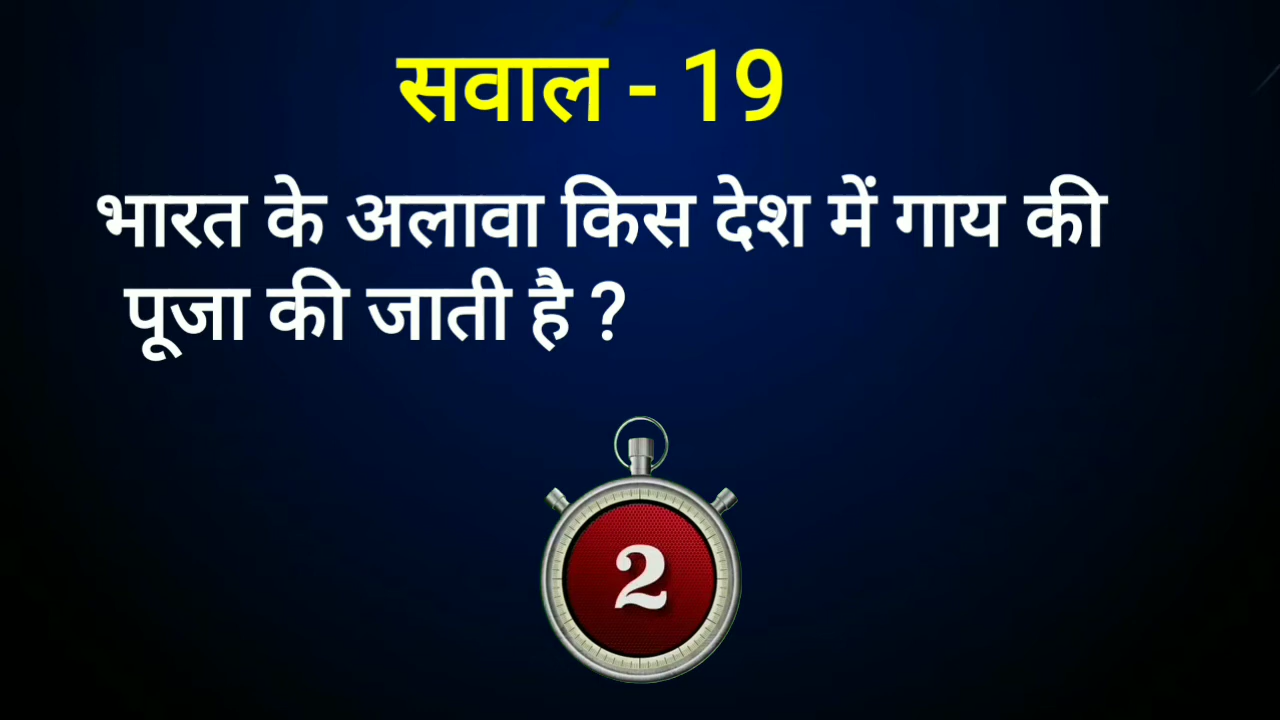 सवाल - 19
भारत के अलावा किस देश में गाय की
पूजा की जाती है ?
2